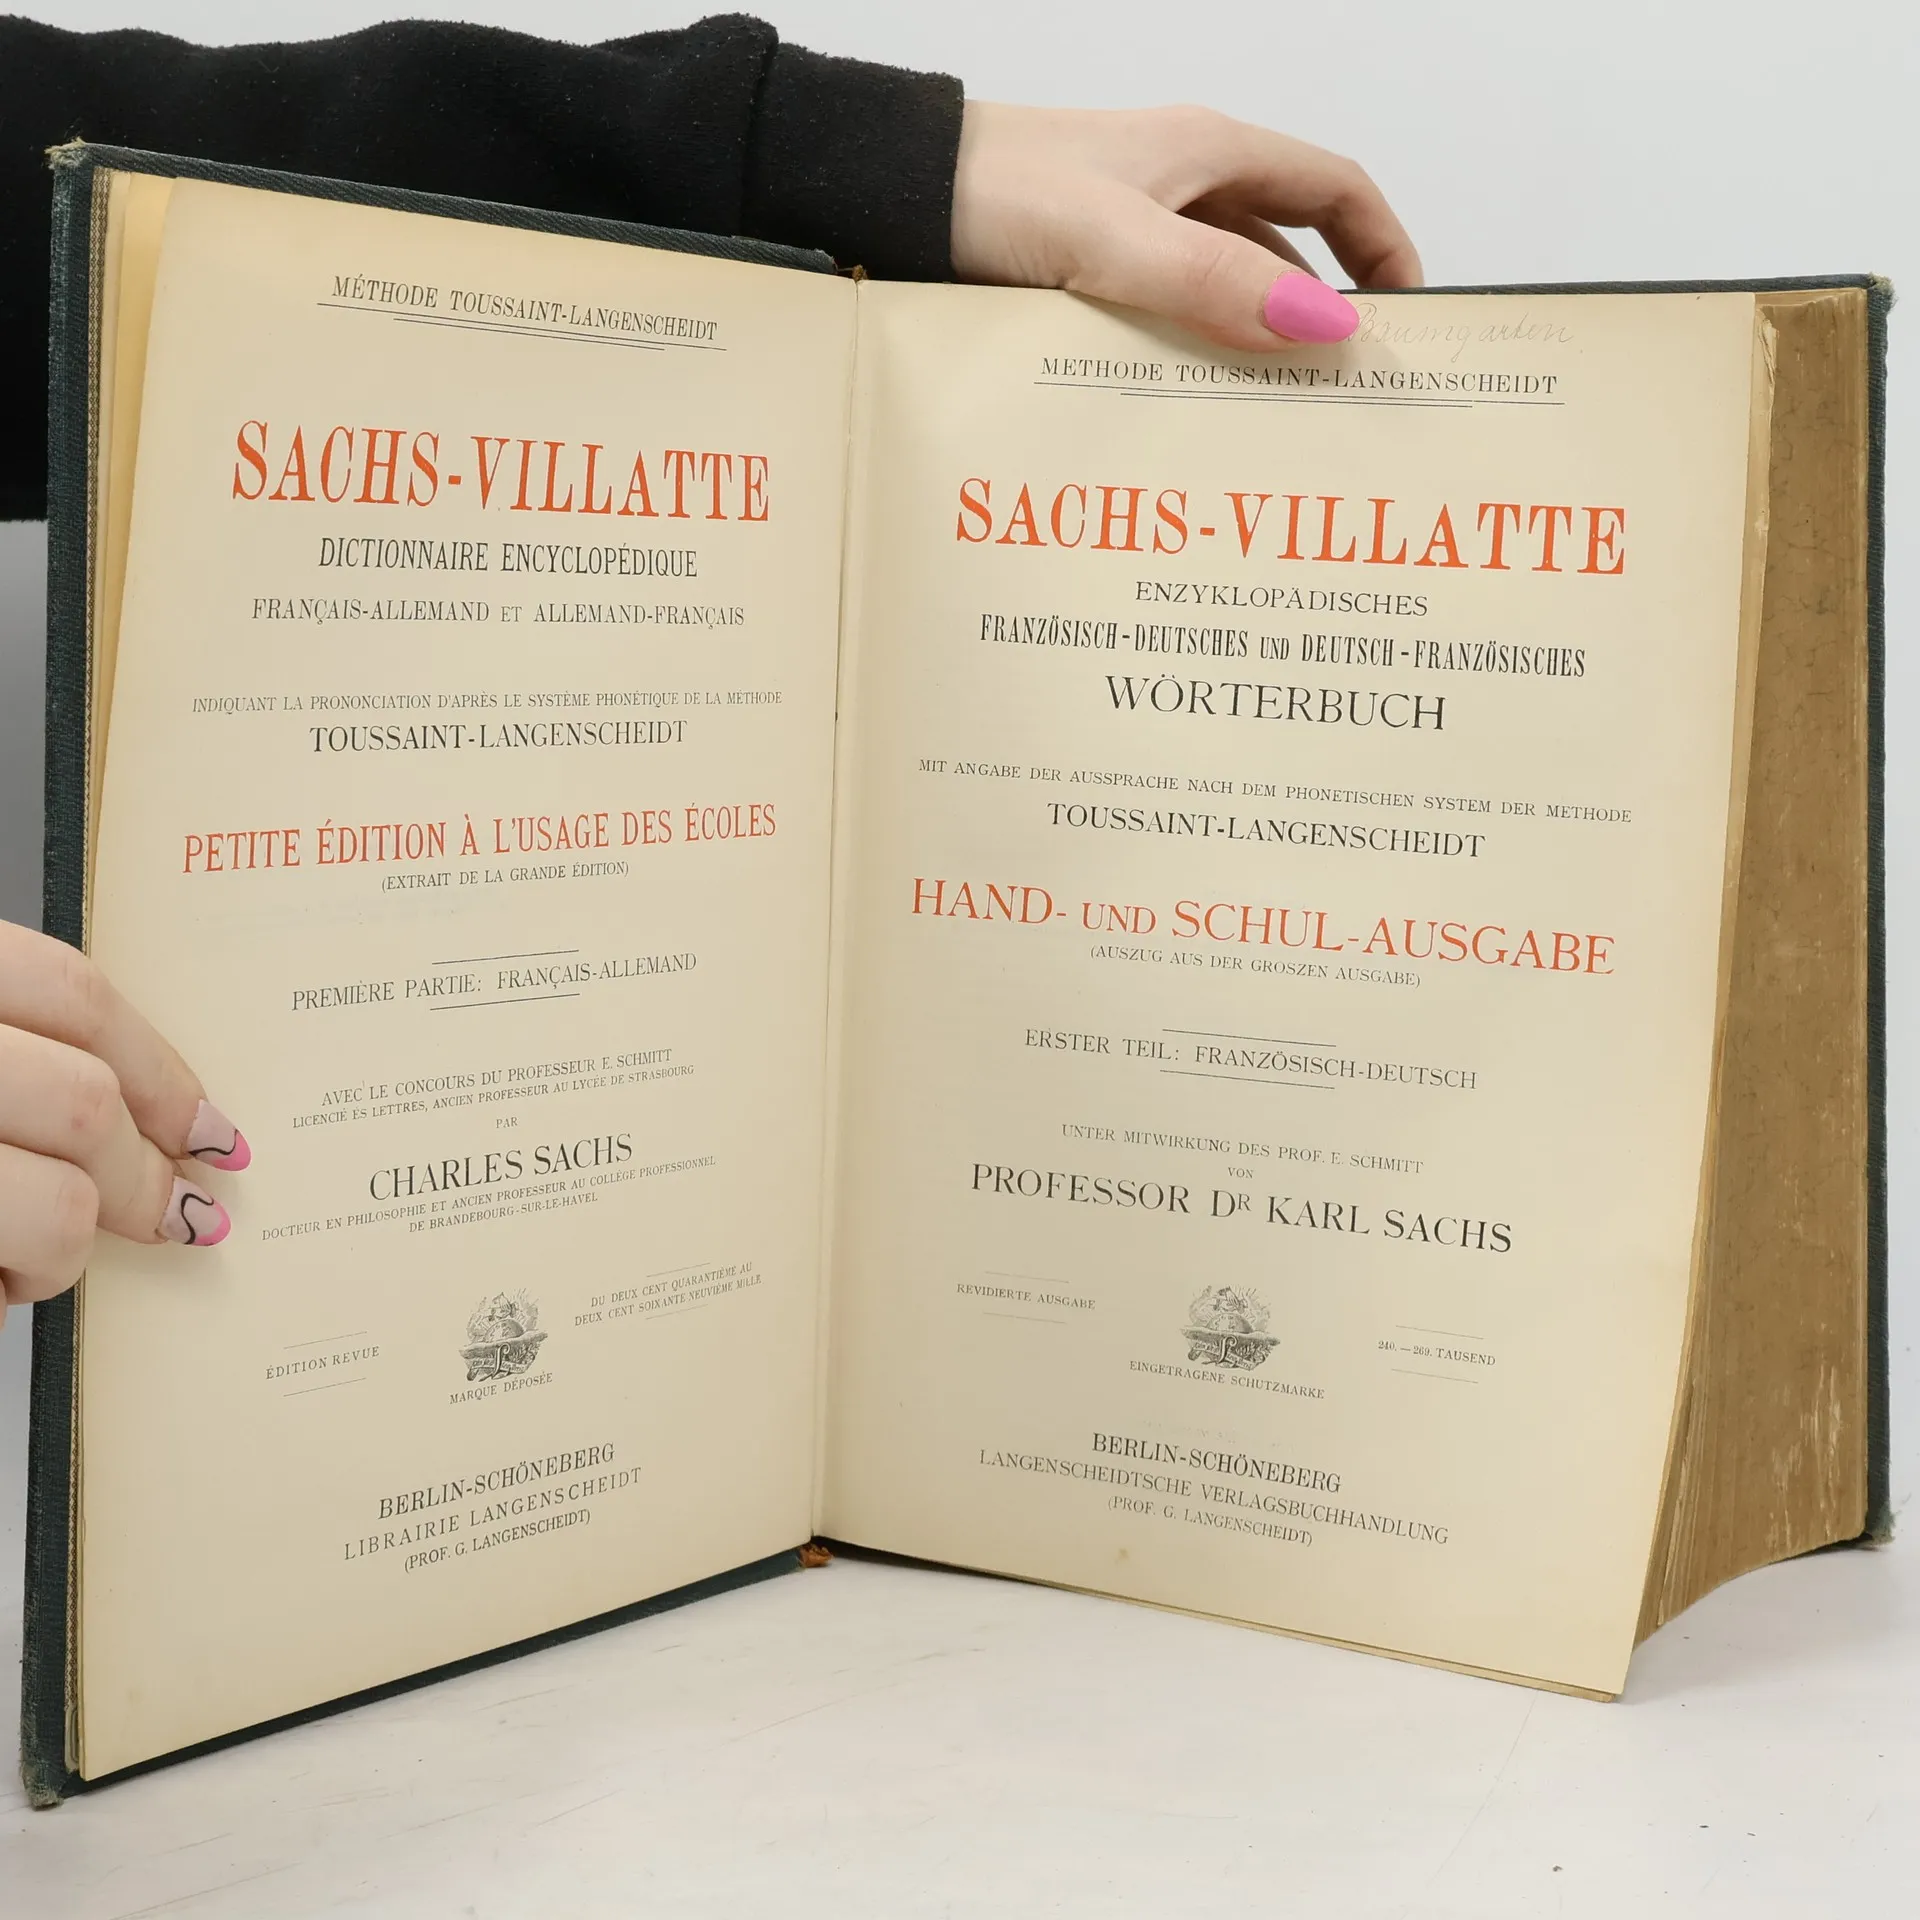 MÉTHODE TOUSSAINT-LANGENSCHEIDT
SACHS-VILLATTE
DICTIONNAIRE ENCYCLOPÉDIQUE
FRANÇAIS-ALLEMAND ET ALLEMAND-FRANÇAIS
INDIQUANT LA PRONONCIATION D'APRÈS LE SYSTÈME PHONÉTIQUE DE LA MÉTHODE
TOUSSAINT-LANGENSCHEIDT
PETITE ÉDITION À L'USAGE DES ÉCOLES
(EXTRAIT DE LA GRANDE ÉDITION)
PREMIÈRE PARTIE: FRANÇAIS-ALLEMAND
AVEC LE CONCOURS DU PROFESSEUR E. SCHMITT
LICENCIÉ ÈS LETTRES, ANCIEN PROFESSEUR AU LYCÉE DE STRASBOURG
PAR
CHARLES SACHS
DOCTEUR EN PHILOSOPHIE ET ANCIEN PROFESSEUR AU COLLÈGE PROFESSIONNEL
DE BRANDEBOURG-SUR-LE-HAVEL
ÉDITION REVUE
MARQUE DÉPOSÉE
DU DEUX CENT QUARANTIÈME AU
DEUX CENT SOIXANTE NEUVIÈME MILLE
BERLIN-SCHÖNEBERG
LIBRAIRIE LANGENSCHEIDT
(PROF. G. LANGENSCHEIDT)
Baumgarten
METHODE TOUSSAINT-LANGENSCHEIDT
SACHS-VILLATTE
ENZYKLOPÄDISCHES
FRANZÖSISCH-DEUTSCHES UND DEUTSCH-FRANZÖSISCHES
WÖRTERBUCH
MIT ANGABE DER AUSSPRACHE NACH DEM PHONETISCHEN SYSTEM DER METHODE
TOUSSAINT-LANGENSCHEIDT
HAND- UND SCHUL-AUSGABE
(AUSZUG AUS DER GROSZEN AUSGABE)
ERSTER TEIL: FRANZÖSISCH-DEUTSCH
UNTER MITWIRKUNG DES PROF. E. SCHMITT
VON
PROFESSOR DR KARL SACHS
REVIDIERTE AUSGABE
EINGETRAGENE SCHUTZMARKE
240.—269. TAUSEND
BERLIN-SCHÖNEBERG
LANGENSCHEIDTSCHE VERLAGSBUCHHANDLUNG
(PROF. G. LANGENSCHEIDT)